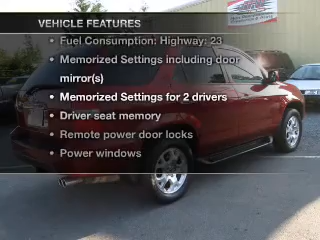 VEHICLE FEATURES
• Fuel Consumption: Highway: 23
• Memorized Settings including door
mirror(s)
• Memorized Settings for 2 drivers
• Driver seat memory
• Remote power door locks
• Power windows